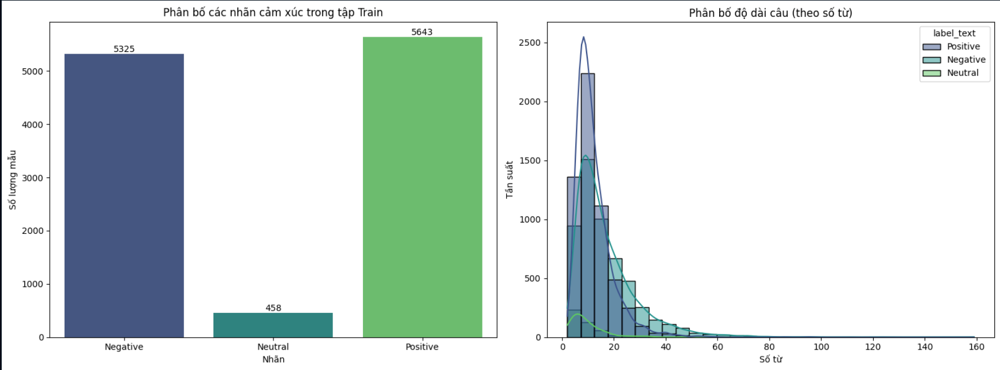 Phân bố các nhãn cảm xúc trong tập Train
5643
5325
458
5000
4000
3000
2000
1000
0
Số lượng mẫu
Negative
Neutral
Positive
Nhãn
Phân bố độ dài câu (theo số từ)
label_text
Positive
Negative
Neutral
2500
2000
1500
1000
500
0
Tần suất
0 20 40 60 80 100 120 140 160
Số từ